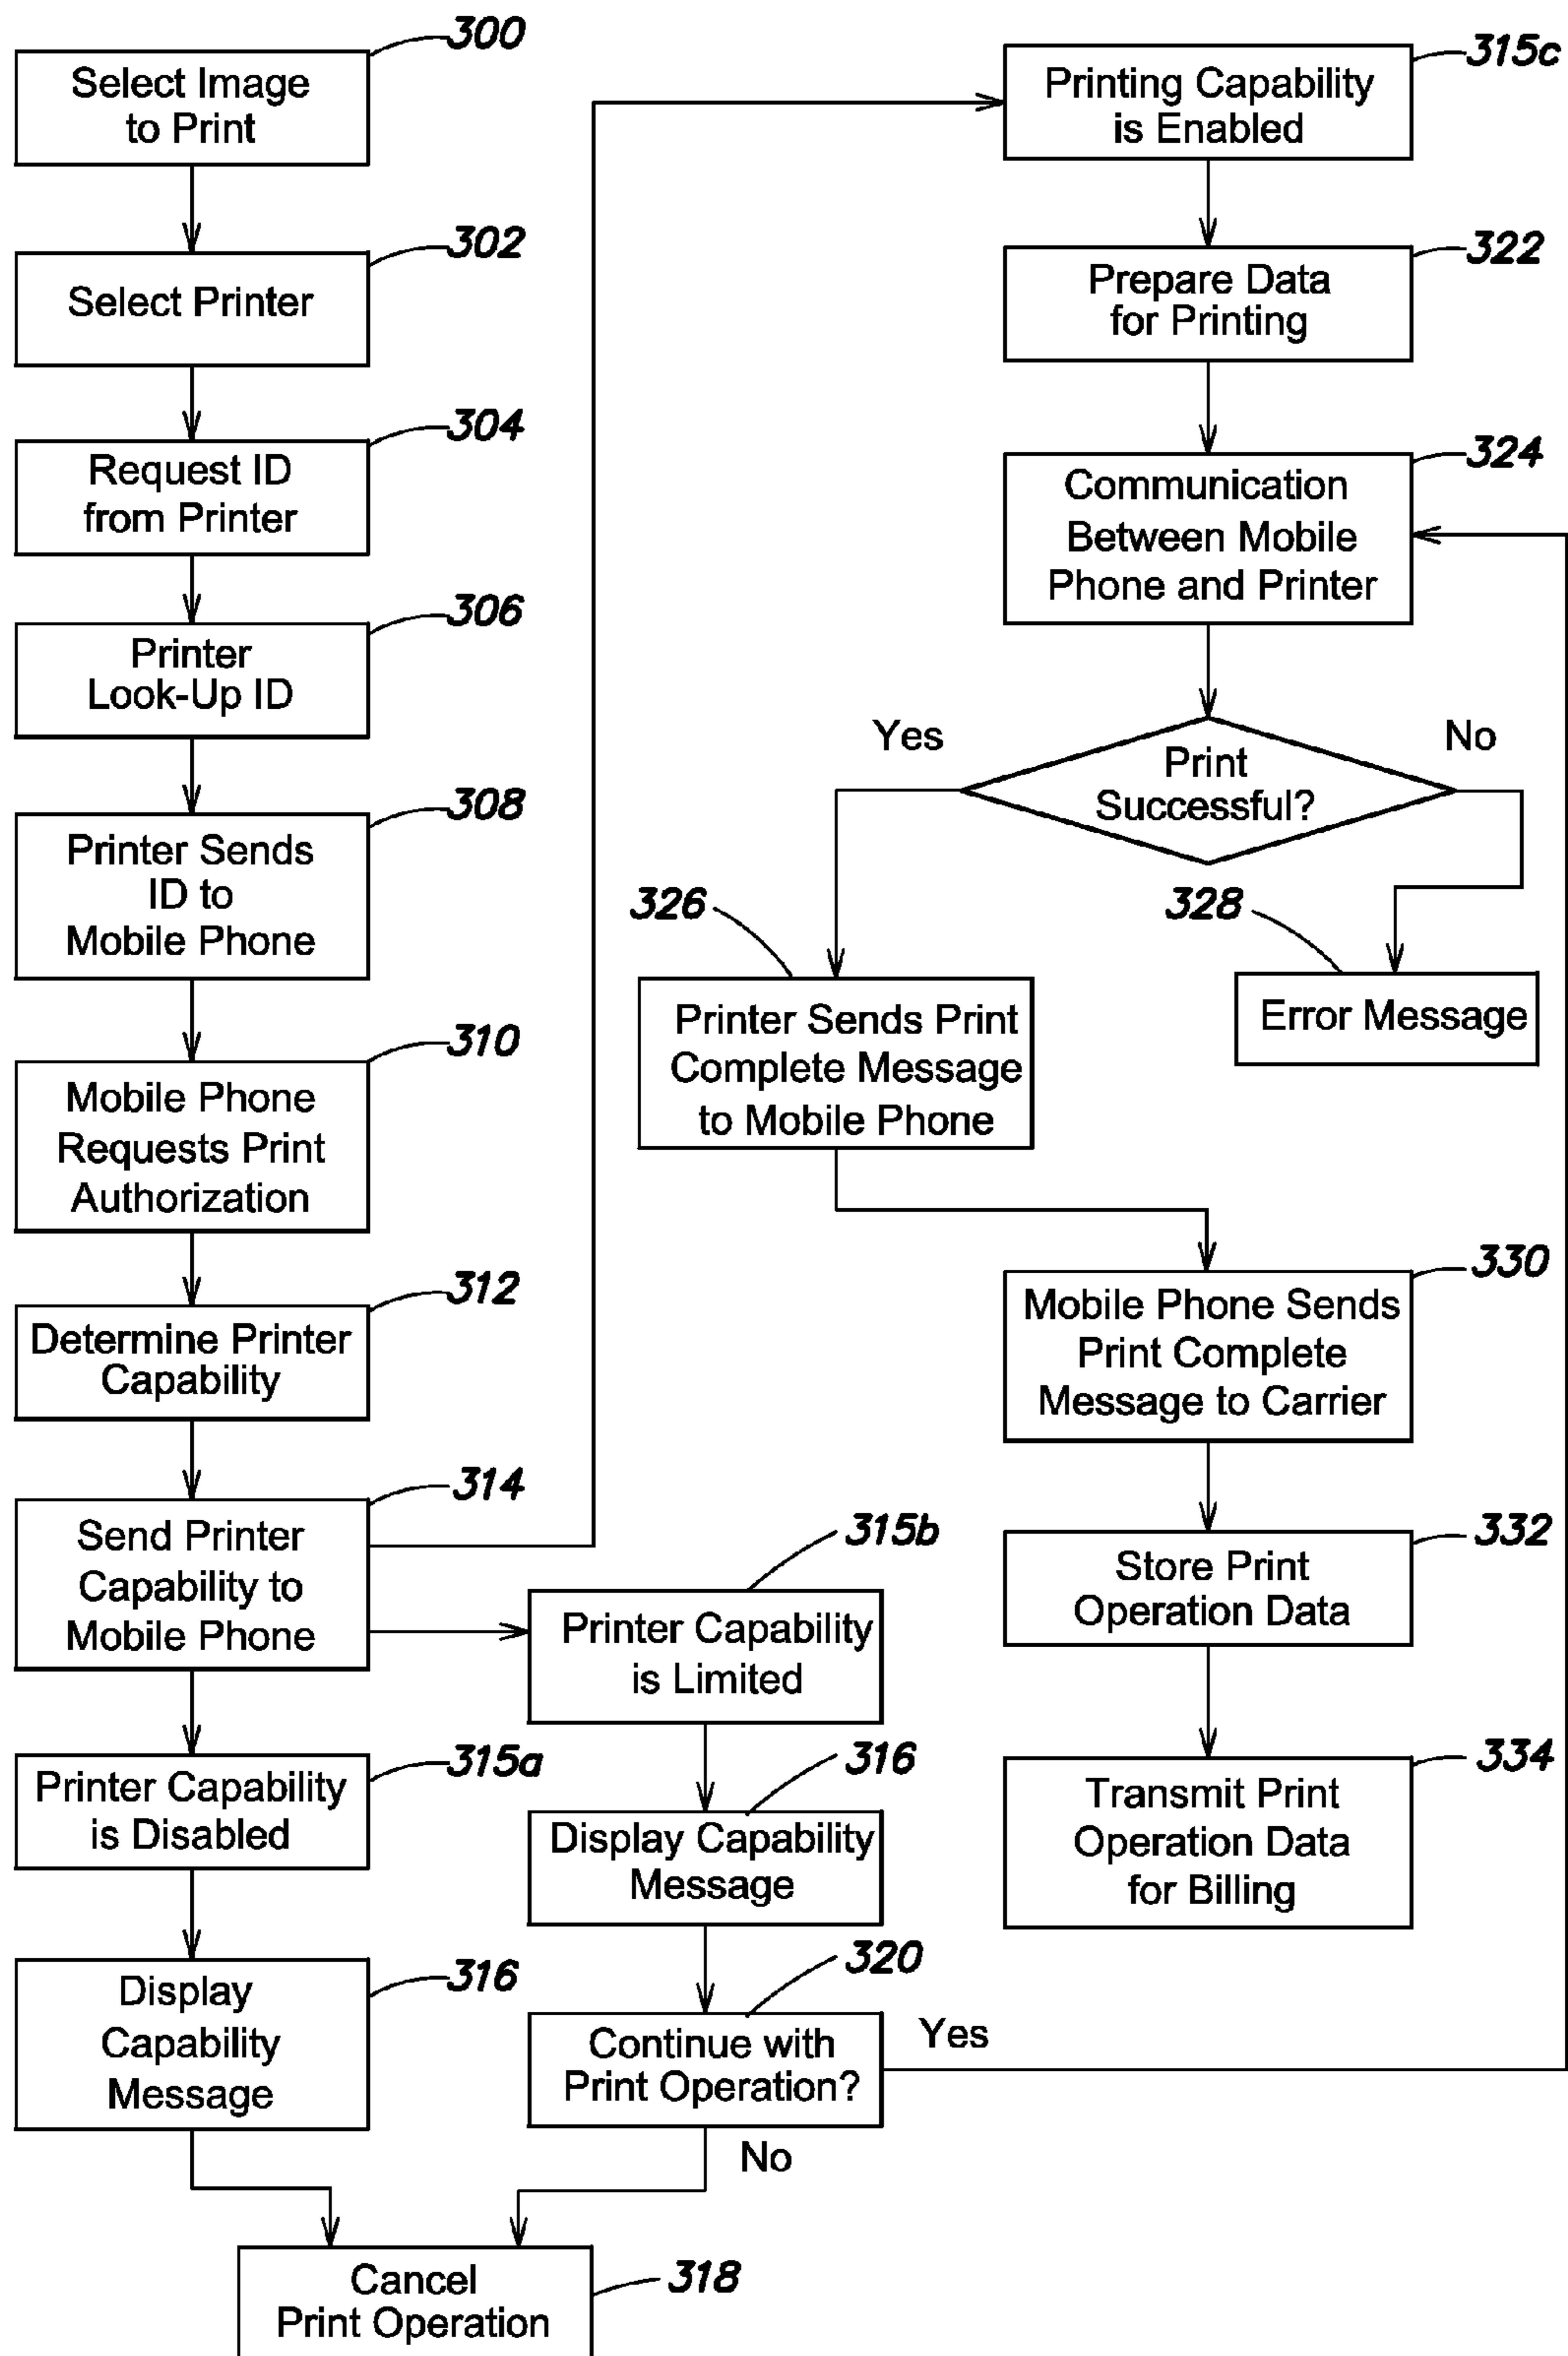 300
Select Image
to Print
302
Select Printer
304
Request ID
from Printer
306
Printer
Look-Up ID
308
Printer Sends
ID to
Mobile Phone
310
Mobile Phone
Requests Print
Authorization
312
Determine Printer
Capability
314
Send Printer
Capability to
Mobile Phone
315a
Printer Capability
is Disabled
316
Display
Capability
Message
315b
Printer Capability
is Limited
316
Display Capability
Message
320
Continue with
Print Operation?
Yes
No
318
Cancel
Print Operation
315c
Printing Capability
is Enabled
322
Prepare Data
for Printing
324
Communication
Between Mobile
Phone and Printer
Yes
No
Print
Successful?
326
Printer Sends Print
Complete Message
to Mobile Phone
328
Error Message
330
Mobile Phone Sends
Print Complete
Message to Carrier
332
Store Print
Operation Data
334
Transmit Print
Operation Data
for Billing